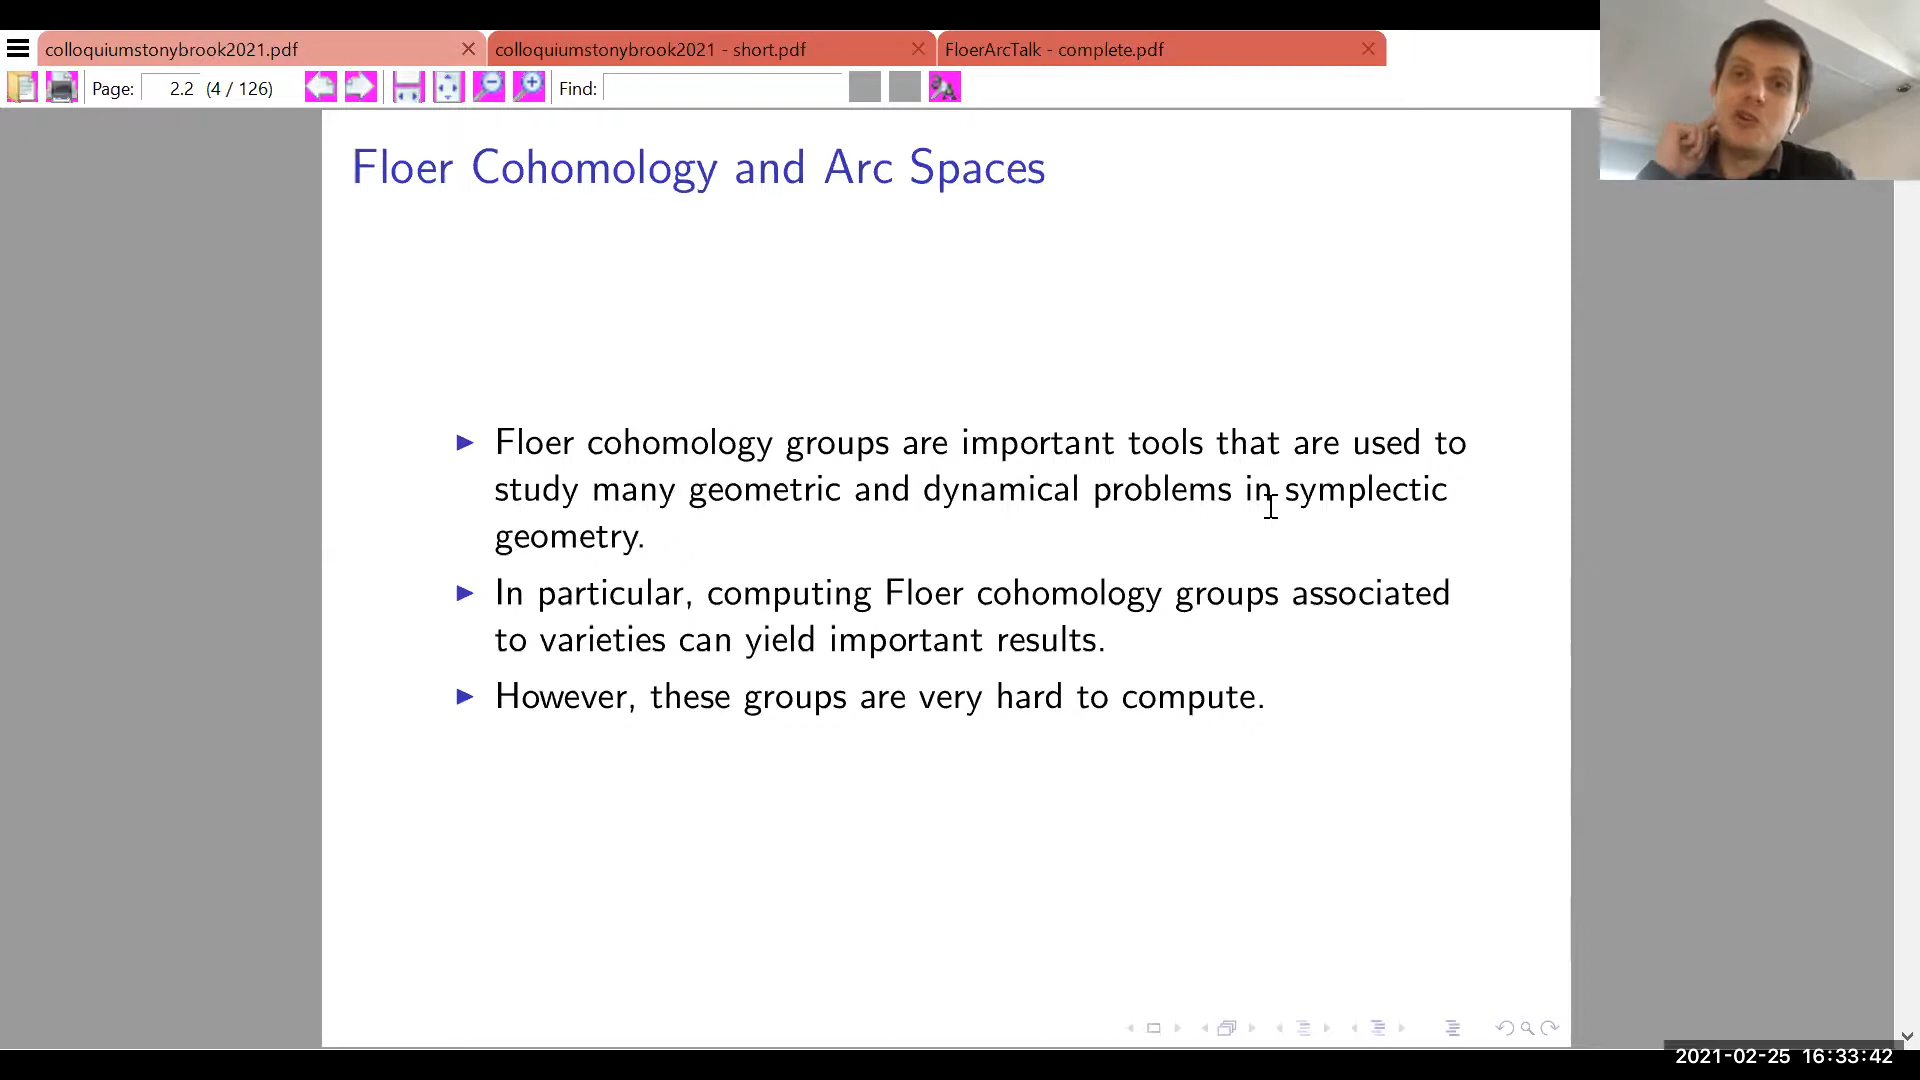 colloquiumstonybrook2021.pdf
colloquiumstonybrook2021 - short.pdf
FloerArcTalk - complete.pdf
Page: 2.2 (4 / 126)
Find:
Floer Cohomology and Arc Spaces
Floer cohomology groups are important tools that are used to
study many geometric and dynamical problems in symplectic
geometry.
In particular, computing Floer cohomology groups associated
to varieties can yield important results.
However, these groups are very hard to compute.
2021-02-25 16:33:42